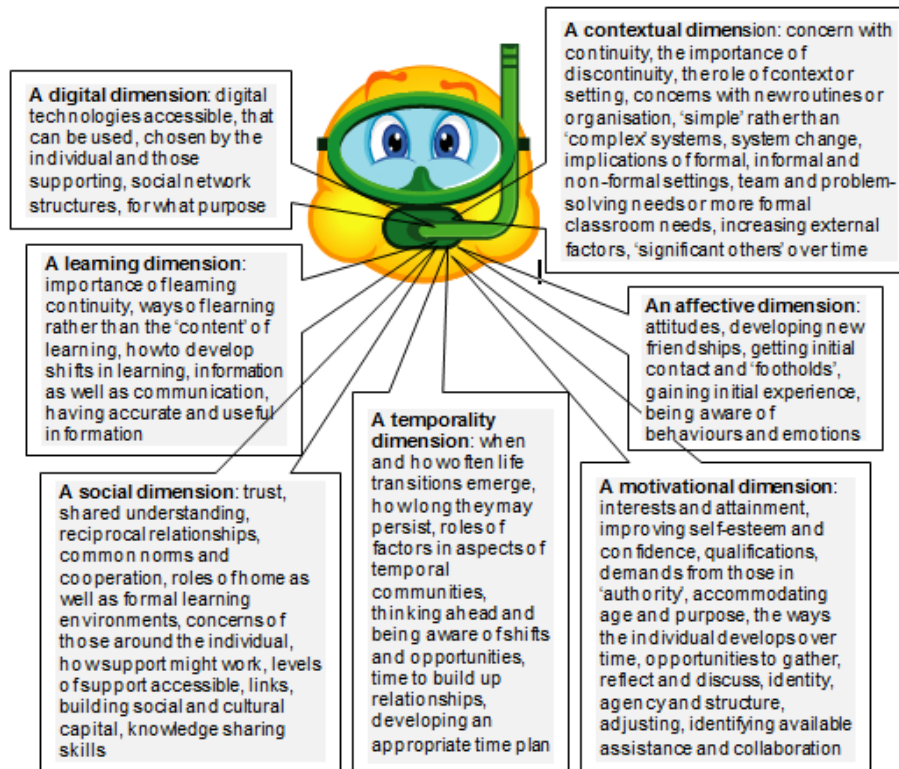 A digital dimension: digital
technologies accessible, that
can be used, chosen by the
individual and those
supporting, social network
structures, for what purpose
A contextual dimension: concern with
continuity, the importance of
discontinuity, the role of context or
setting, concerns with new routines or
organisation, ‘simple’ rather than
‘complex’ systems, system change,
implications of formal, informal and
non-formal settings, team and problem-
solving needs or more formal
classroom needs, increasing external
factors, ‘significant others’ over time
A learning dimension:
importance of learning
continuity, ways of learning
rather than the ‘content’ of
learning, how to develop
shifts in learning, information
as well as communication,
having accurate and useful
information
An affective dimension:
attitudes, developing new
friendships, getting initial
contact and ‘footholds’,
gaining initial experience,
being aware of
behaviours and emotions
A social dimension: trust,
shared understanding,
reciprocal relationships,
common norms and
cooperation, roles of home as
well as formal learning
environments, concerns of
those around the individual,
how support might work, levels
of support accessible, links,
building social and cultural
capital, knowledge sharing
skills
A temporality
dimension: when
and how often life
transitions emerge,
how long they may
persist, roles of
factors in aspects of
temporal
communities,
thinking ahead and
being aware of shifts
and opportunities,
time to build up
relationships,
developing an
appropriate time plan
A motivational dimension:
interests and attainment,
improving self-esteem and
confidence, qualifications,
demands from those in
‘authority’, accommodating
age and purpose, the ways
the individual develops over
time, opportunities to gather,
reflect and discuss, identity,
agency and structure,
adjusting, identifying available
assistance and collaboration